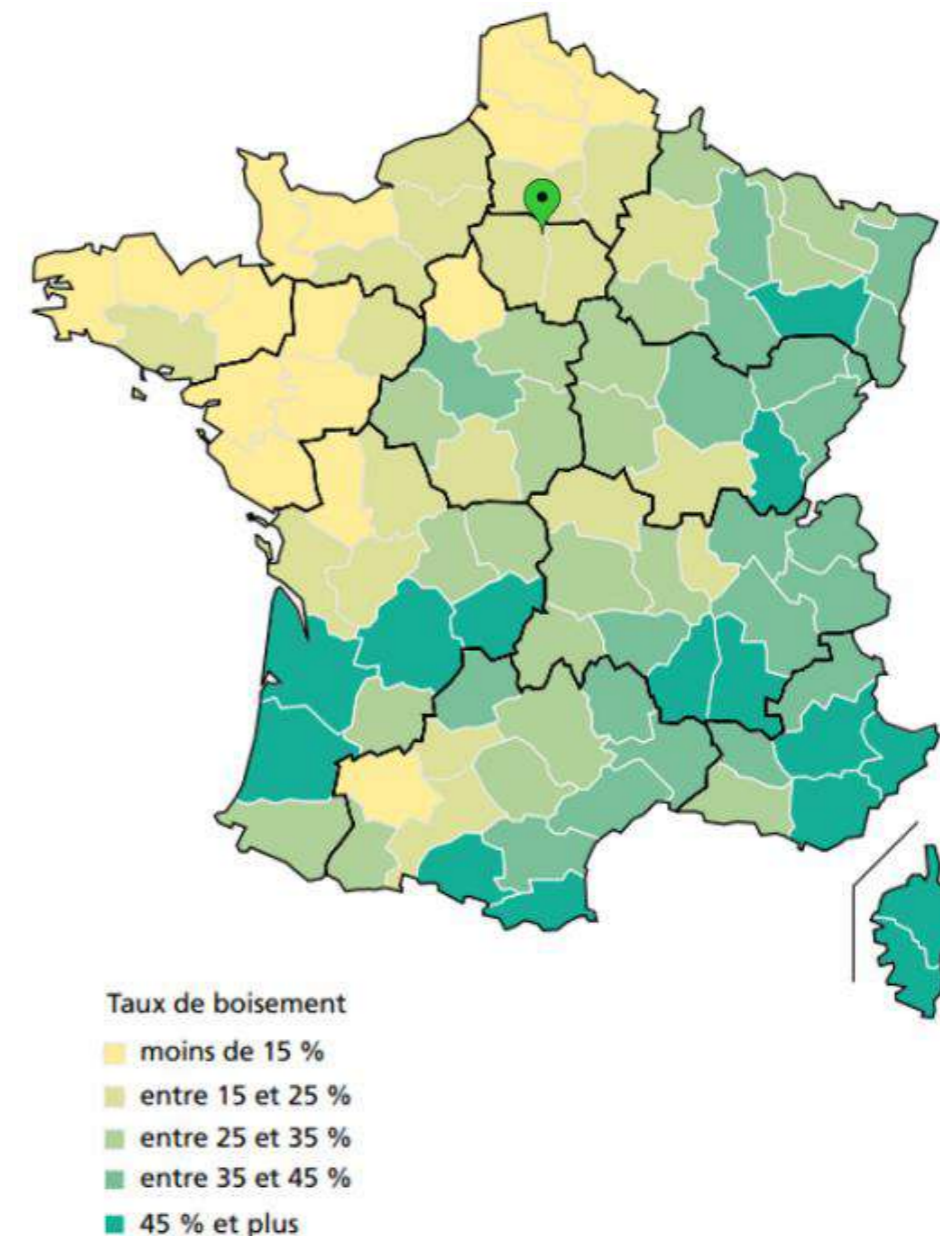 Taux de boisement
moins de 15 %
entre 15 et 25 %
entre 25 et 35 %
entre 35 et 45 %
45 % et plus